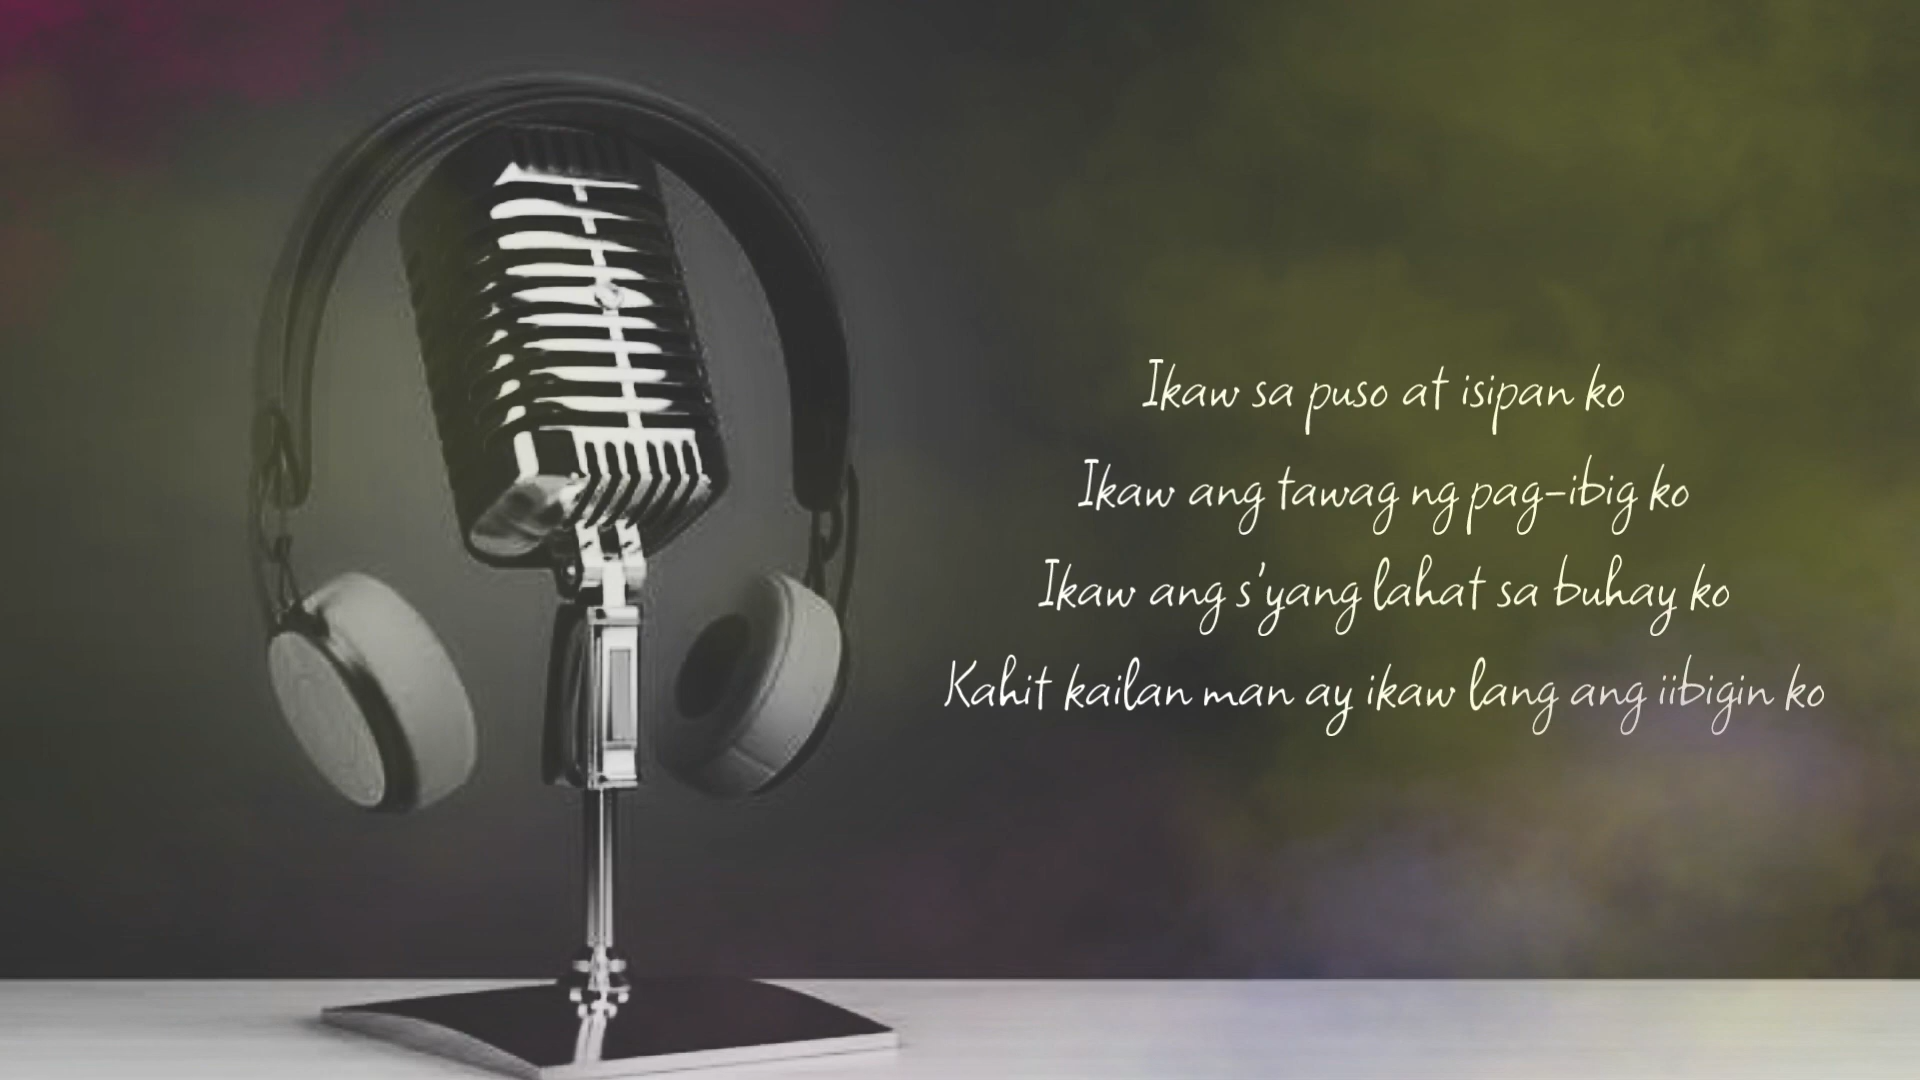 Ikaw sa puso at isipan ko
Ikaw ang tawag ng pag-ibig ko
Ikaw ang s'yang lahat sa buhay ko
Kahit kailan man ay ikaw lang ang iibigin ko